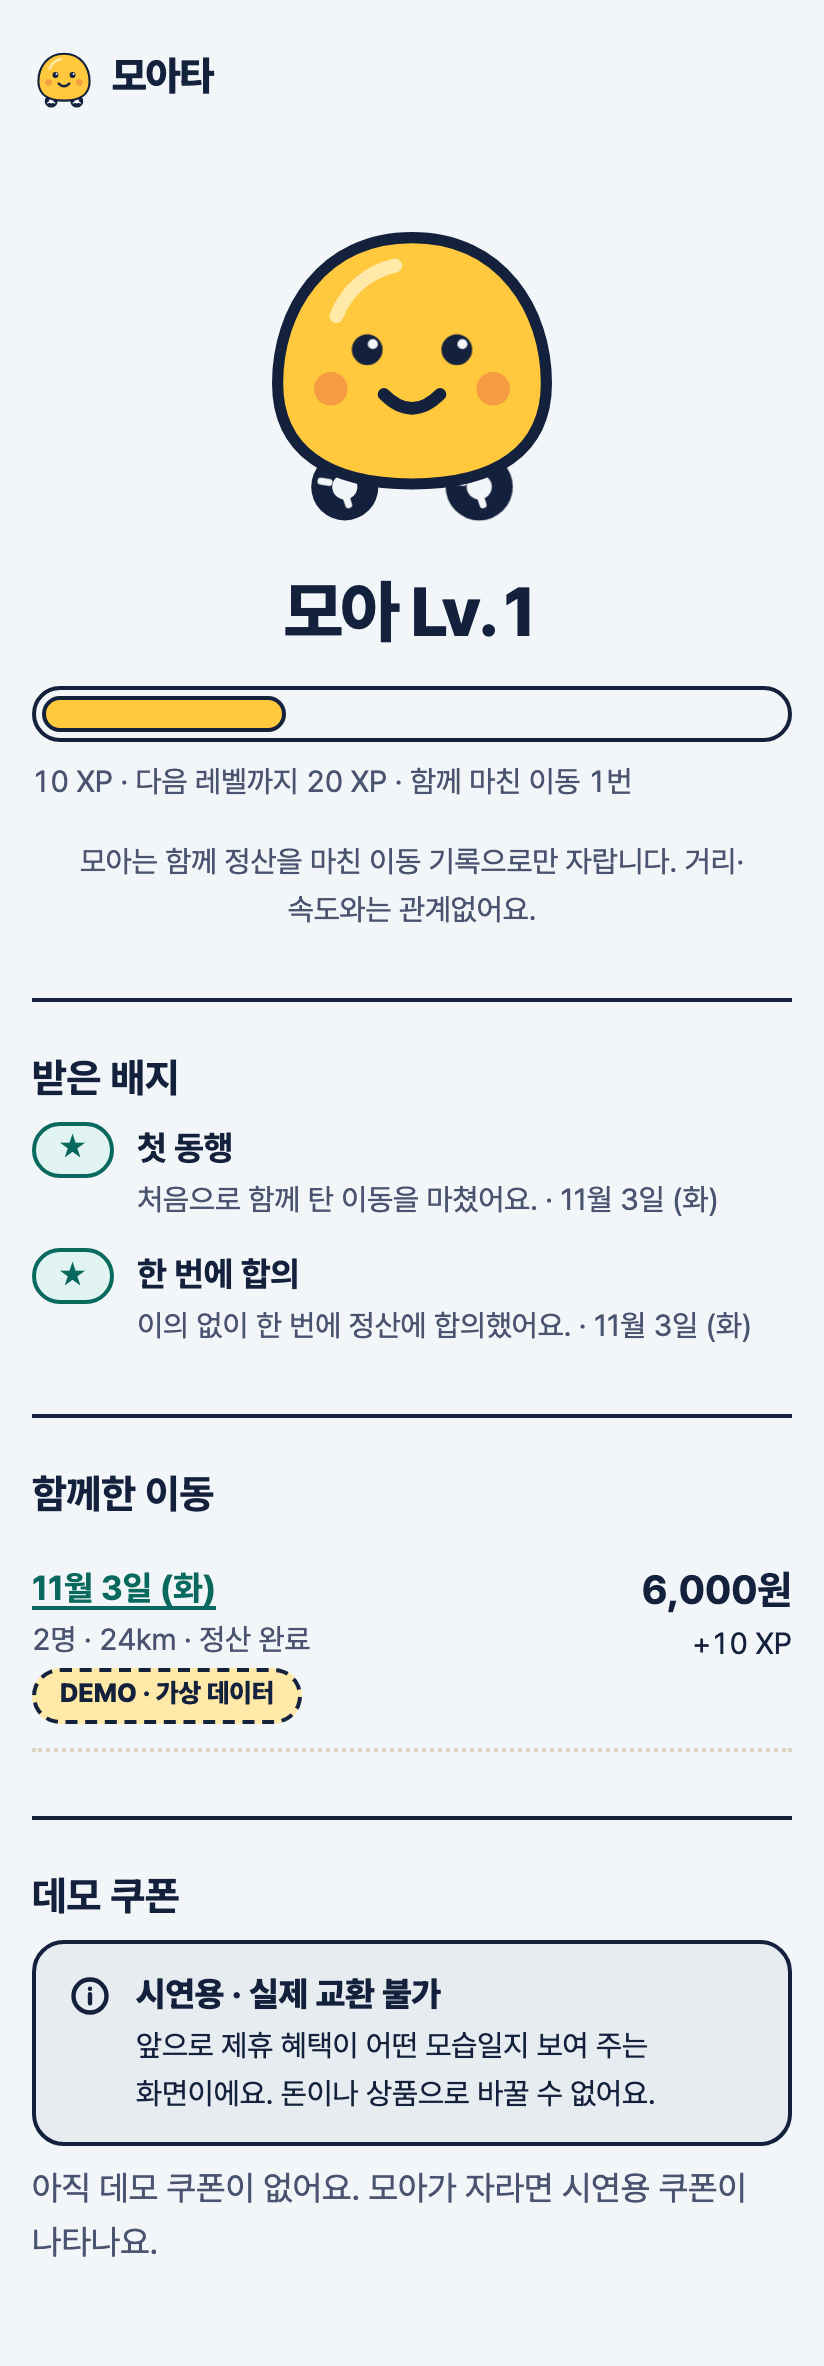 모아타
모아 Lv.1
10 XP · 다음 레벨까지 20 XP · 함께 마친 이동 1번
모아는 함께 정산을 마친 이동 기록으로만 자랍니다. 거리·
속도와는 관계없어요.
받은 배지
★ 첫 동행
처음으로 함께 탄 이동을 마쳤어요. · 11월 3일 (화)
★ 한 번에 합의
이의 없이 한 번에 정산에 합의했어요. · 11월 3일 (화)
함께한 이동
11월 3일 (화) 6,000원
2명 · 24km · 정산 완료 +10 XP
DEMO · 가상 데이터
데모 쿠폰
시연용 · 실제 교환 불가
앞으로 제휴 혜택이 어떤 모습일지 보여 주는
화면이에요. 돈이나 상품으로 바꿀 수 없어요.
아직 데모 쿠폰이 없어요. 모아가 자라면 시연용 쿠폰이
나타나요.